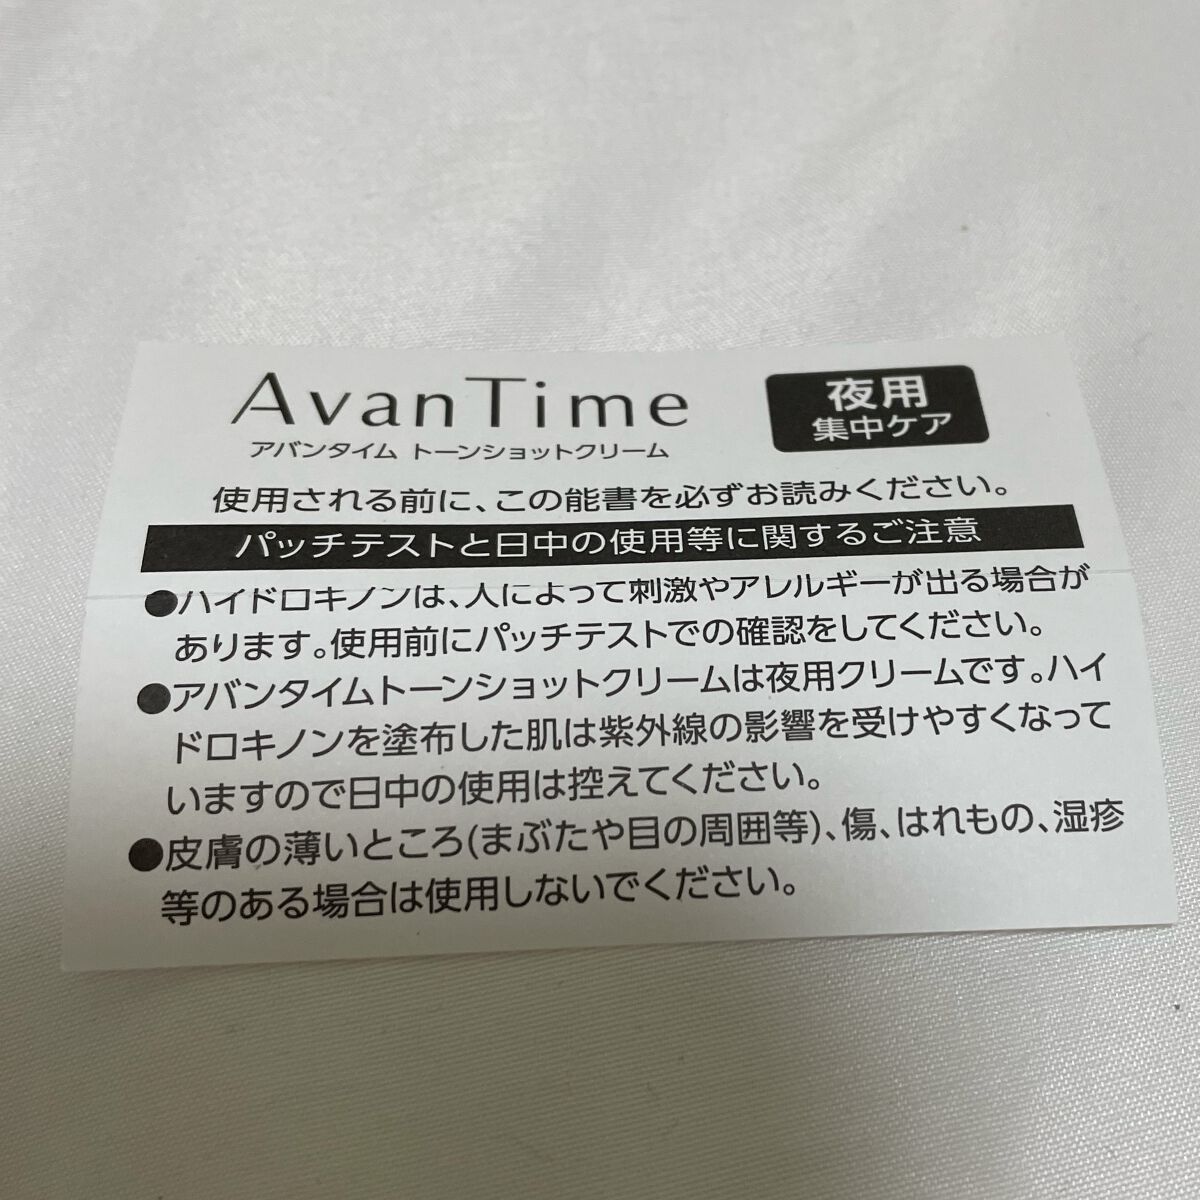 AvanTime
アバンタイム トーンショットクリーム
夜用
集中ケア
使用される前に、この能書を必ずお読みください。
パッチテストと日中の使用等に関するご注意
●ハイドロキノンは、人によって刺激やアレルギーが出る場合が
あります。使用前にパッチテストでの確認をしてください。
●アバンタイムトーンショットクリームは夜用クリームです。ハイ
ドロキノンを塗布した肌は紫外線の影響を受けやすくなって
いますので日中の使用は控えてください。
●皮膚の薄いところ(まぶたや目の周囲等)、傷、はれもの、湿疹
等のある場合は使用しないでください。